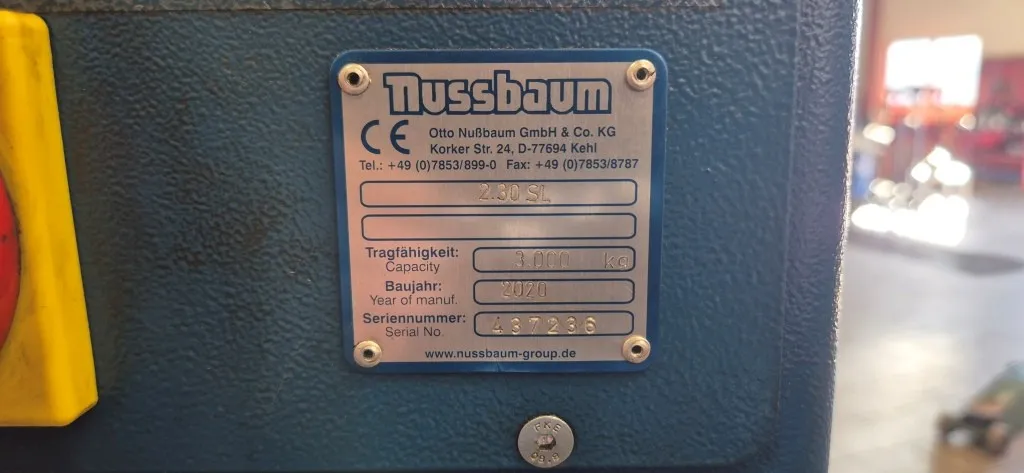 nussbaum
CE
Otto Nußbaum GmbH & Co. KG
Korker Str. 24, D-77694 Kehl
Tel.: +49 (0)7853/899-0 Fax: +49 (0)7853/8787
2.30 SL
Tragfähigkeit: 3.000 kg
Capacity
Baujahr: 2020
Year of manuf.
Seriennummer: 437236
Serial No.
www.nussbaum-group.de